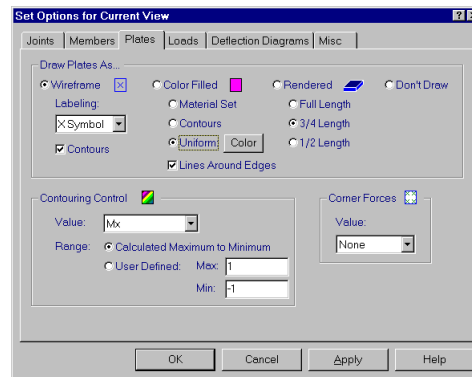 Set Options for Current View
Joints Members Plates Loads Deflection Diagrams Misc
Draw Plates As...
Wireframe Color Filled Rendered Don't Draw
Labeling: Material Set Full Length
X Symbol Contours 3/4 Length
Contours Uniform Color 1/2 Length
Lines Around Edges
Contouring Control Corner Forces
Value: Mx Value:
Range: Calculated Maximum to Minimum None
User Defined: Max: 1
Min: -1
OK Cancel Apply Help